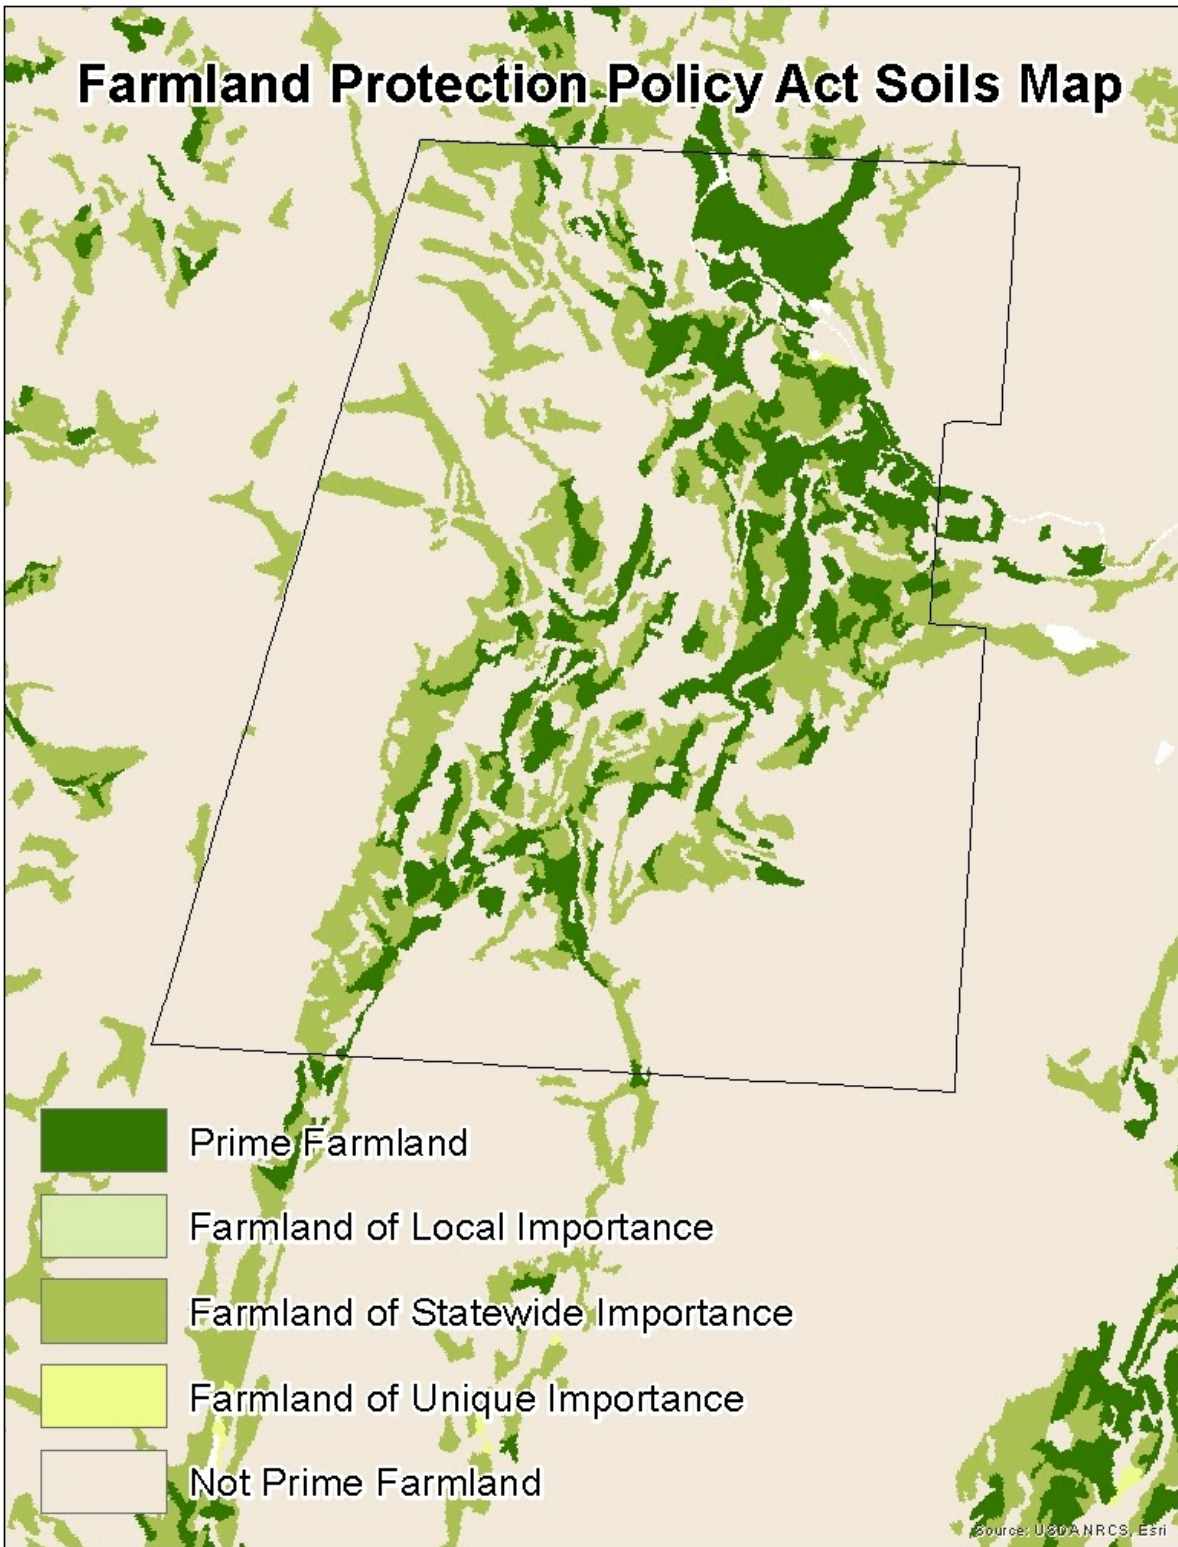 Farmland Protection Policy Act Soils Map
Prime Farmland
Farmland of Local Importance
Farmland of Statewide Importance
Farmland of Unique Importance
Not Prime Farmland
Source: USDA NRCS, Esri